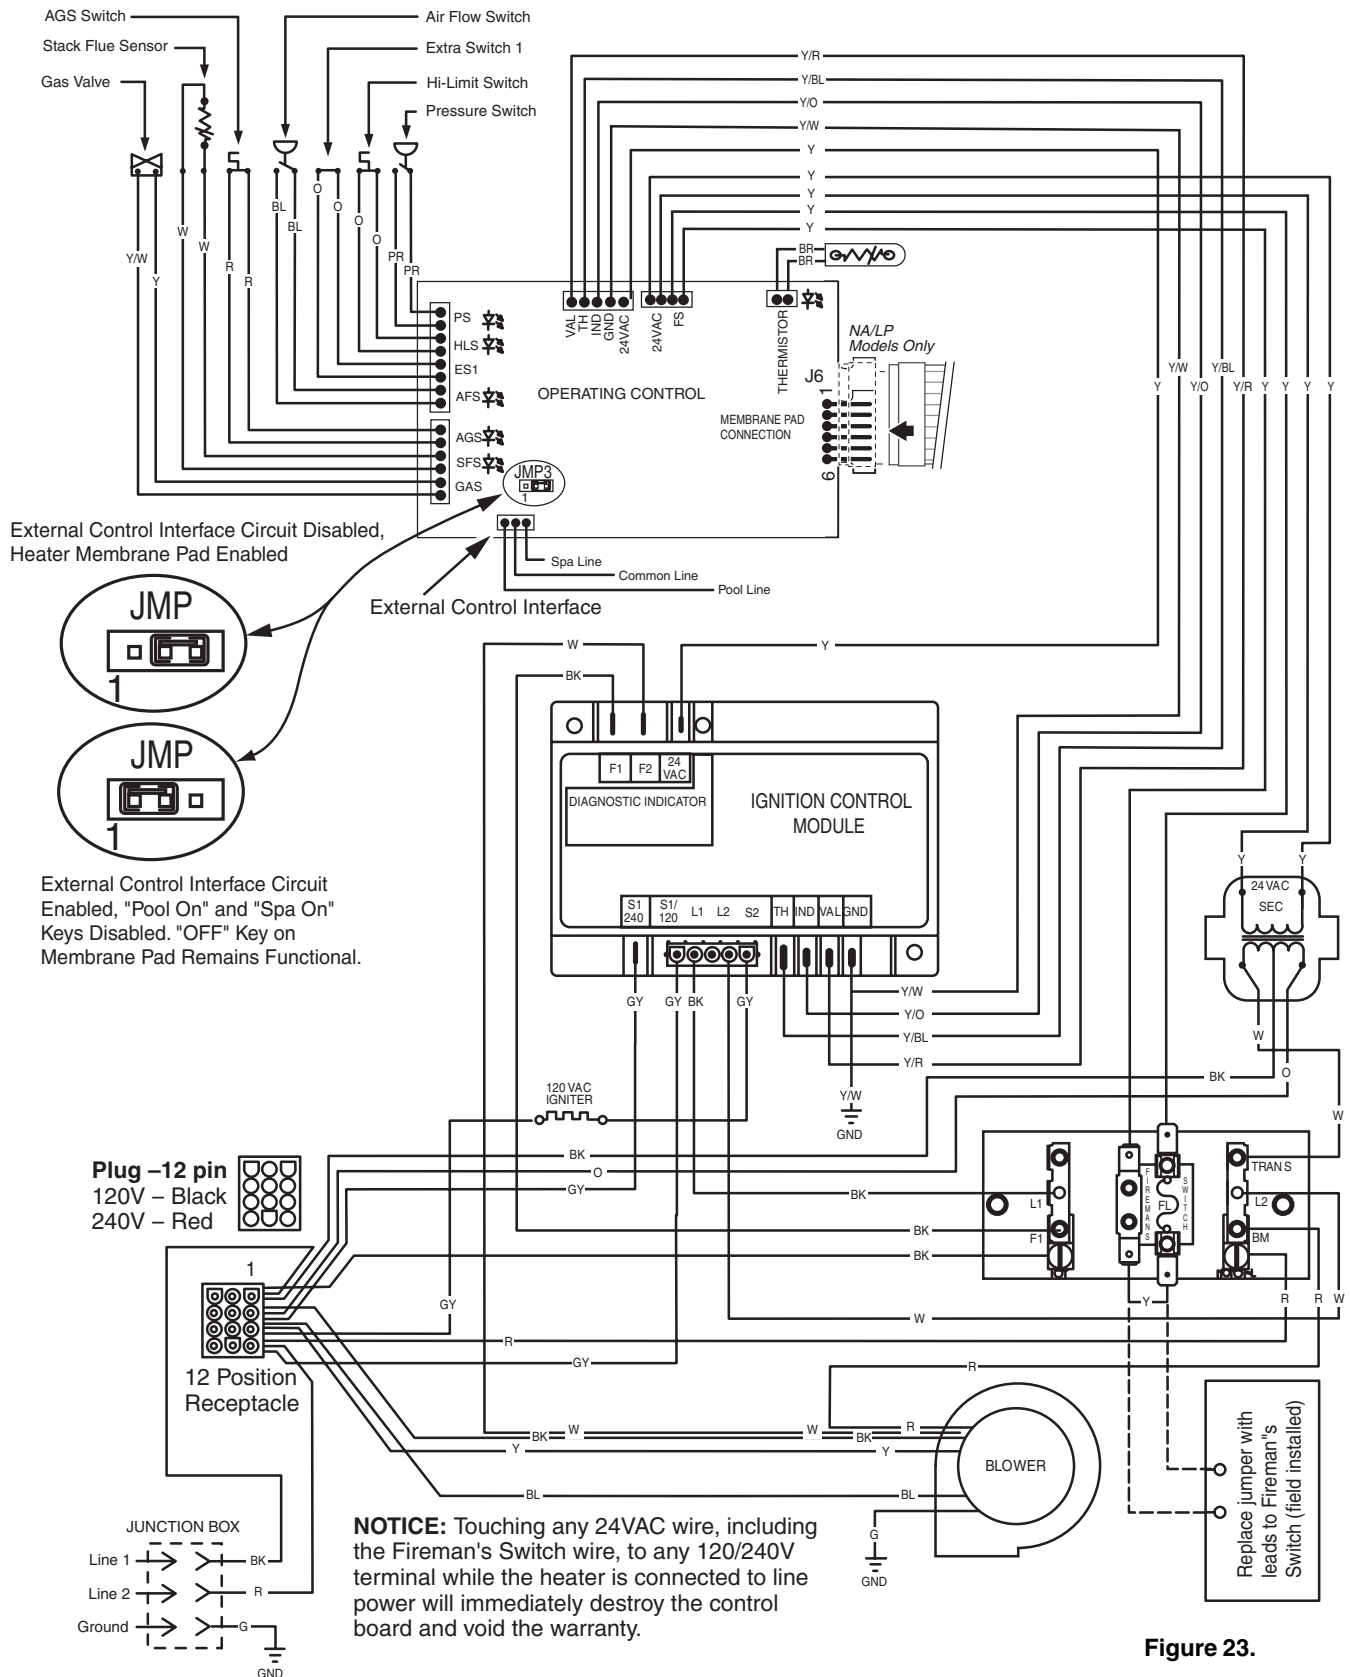 AGS Switch
Stack Flue Sensor
Gas Valve
Air Flow Switch
Extra Switch 1
Hi-Limit Switch
Pressure Switch
Y/R
Y/BL
Y/O
Y/W
Y
Y
Y
Y
Y
BR
BR
Y/W
Y
W
W
R
R
BL
BL
O
O
O
O
PR
PR
PS
HLS
ES1
AFS
AGS
SFS
GAS
VAL
TH
IND
GND
24VAC
24VAC
FS
THERMISTOR
NA/LP
Models Only
OPERATING CONTROL
J6
1
6
MEMBRANE PAD
CONNECTION
JMP3
1
Y
Y/W
Y/O
Y/BL
Y/R
Y
Y
Y
Y
External Control Interface Circuit Disabled,
Heater Membrane Pad Enabled
JMP
1
Spa Line
Common Line
Pool Line
External Control Interface
JMP
1
External Control Interface Circuit
Enabled, "Pool On" and "Spa On"
Keys Disabled. "OFF" Key on
Membrane Pad Remains Functional.
W
BK
Y
F1
F2
24
VAC
DIAGNOSTIC INDICATOR
IGNITION CONTROL
MODULE
S1
240
S1/
120
L1
L2
S2
TH
IND
VAL
GND
GY
GY
BK
GY
Y/W
Y/O
Y/BL
Y/R
Y/W
GND
Y
Y
24 VAC
SEC
W
O
BK
W
120 VAC
IGNITER
BK
O
GY
BK
BK
BK
TRANS
L1
L2
F1
BM
FIREMANS
SWITCH
FL
Y
R
R
W
Plug –12 pin
120V – Black
240V – Red
1
12 Position
Receptacle
GY
W
R
GY
R
W
W
R
BK
BK
Y
Y
BL
BL
BLOWER
G
GND
Replace jumper with
leads to Fireman"s
Switch (field installed)
JUNCTION BOX
Line 1
BK
Line 2
R
Ground
G
GND
NOTICE: Touching any 24VAC wire, including
the Fireman's Switch wire, to any 120/240V
terminal while the heater is connected to line
power will immediately destroy the control
board and void the warranty.
Figure 23.